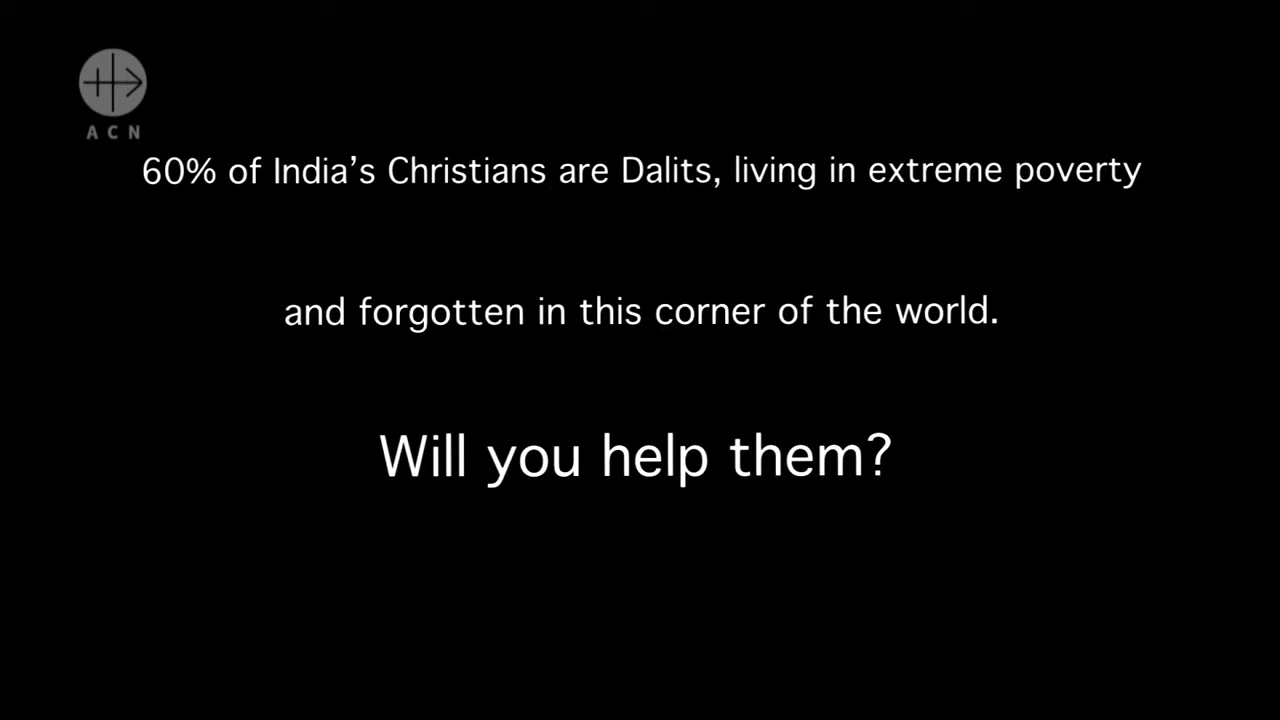 ACN
60% of India’s Christians are Dalits, living in extreme poverty
and forgotten in this corner of the world.
Will you help them?